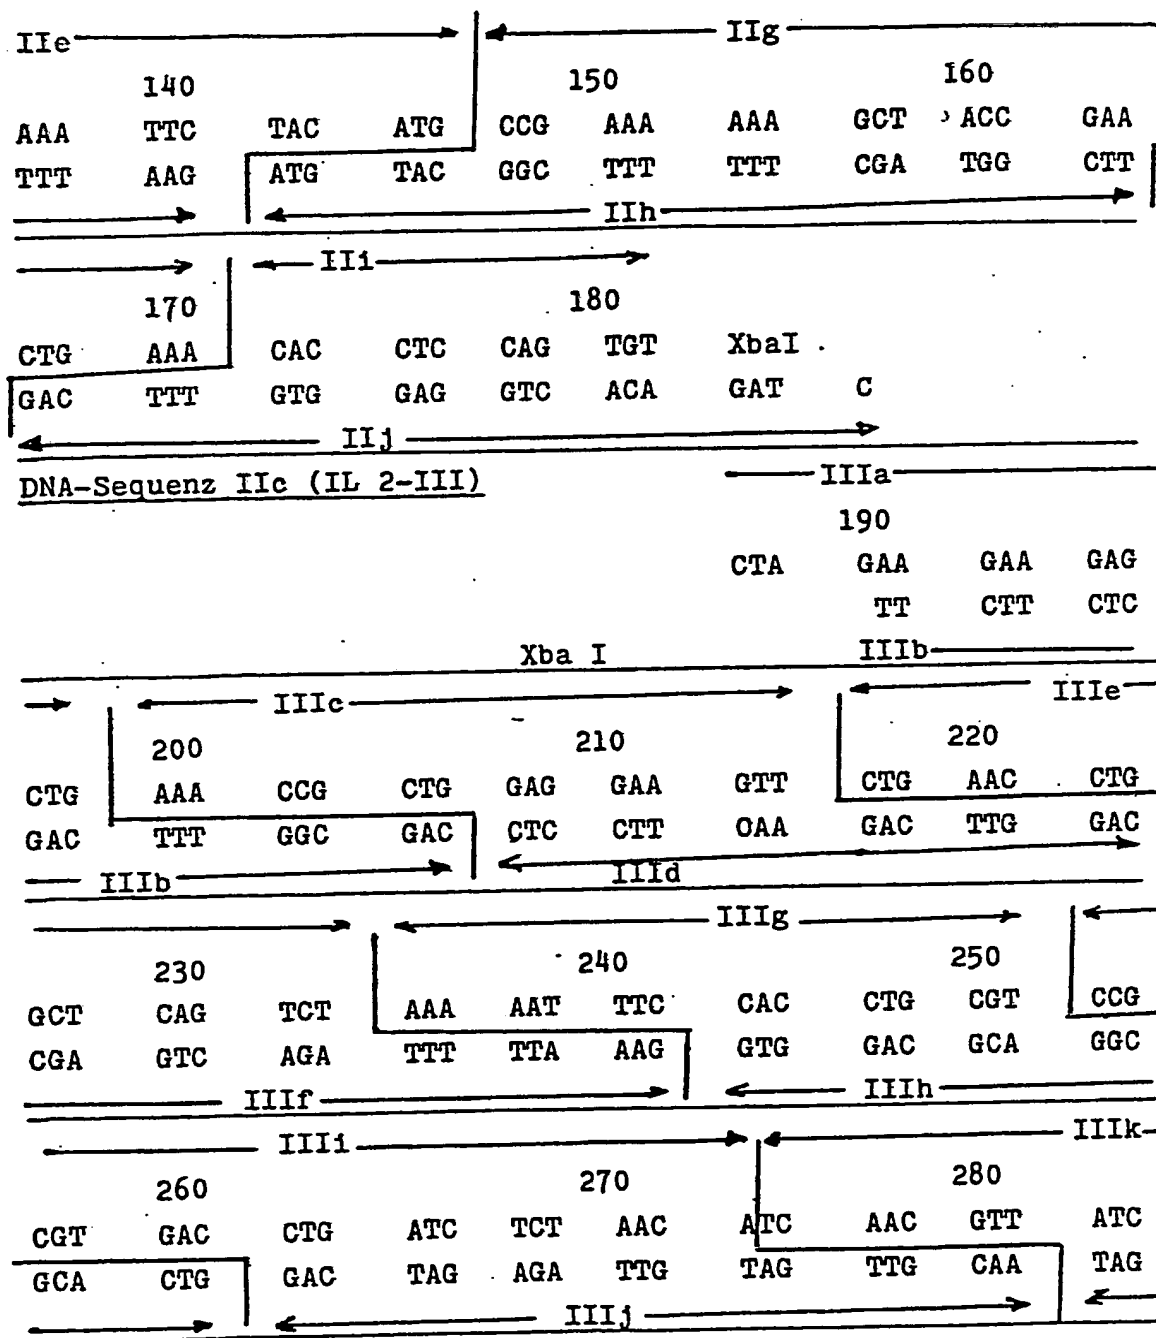 IIe IIg
140 150 160
AAA TTC TAC ATG CCG AAA AAA GCT ACC GAA
TTT AAG ATG TAC GGC TTT TTT CGA TGG CTT
IIh
IIi
170 180
CTG AAA CAC CTC CAG TGT XbaI
GAC TTT GTG GAG GTC ACA GAT C
IIj
DNA-Sequenz IIc (IL 2-III) IIIa
190
CTA GAA GAA GAG
TT CTT CTC
Xba I IIIb
IIIc IIIe
200 210 220
CTG AAA CCG CTG GAG GAA GTT CTG AAC CTG
GAC TTT GGC GAC CTC CTT OAA GAC TTG GAC
IIIb IIId
IIIg
230 240 250
GCT CAG TCT AAA AAT TTC CAC CTG CGT CCG
CGA GTC AGA TTT TTA AAG GTG GAC GCA GGC
IIIf IIIh
IIIi IIIk
260 270 280
CGT GAC CTG ATC TCT AAC ATC AAC GTT ATC
GCA CTG GAC TAG AGA TTG TAG TTG CAA TAG
IIIj